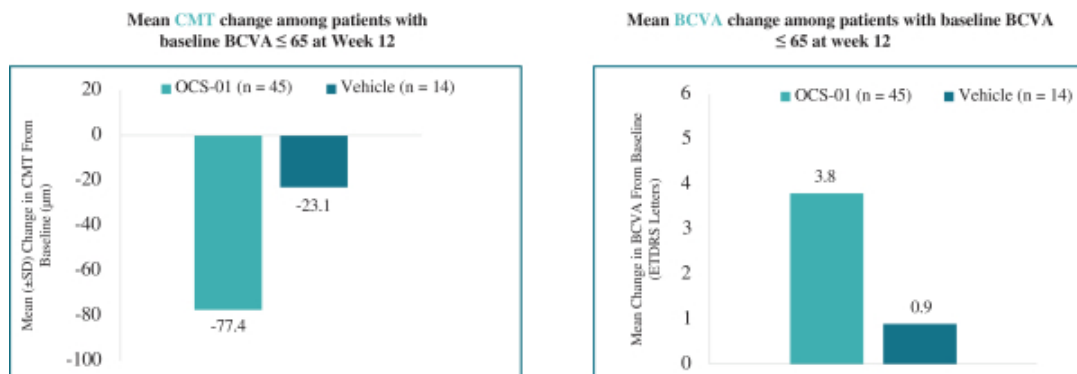 Mean CMT change among patients with
baseline BCVA ≤ 65 at Week 12
OCS-01 (n = 45)
Vehicle (n = 14)
Mean (±SD) Change in CMT From
Baseline (µm)
20
0
-20
-40
-60
-80
-100
-77.4
-23.1
Mean BCVA change among patients with baseline BCVA
≤ 65 at week 12
OCS-01 (n = 45)
Vehicle (n = 14)
Mean Change in BCVA From Baseline
(ETDRS Letters)
6
5
4
3
2
1
0
3.8
0.9